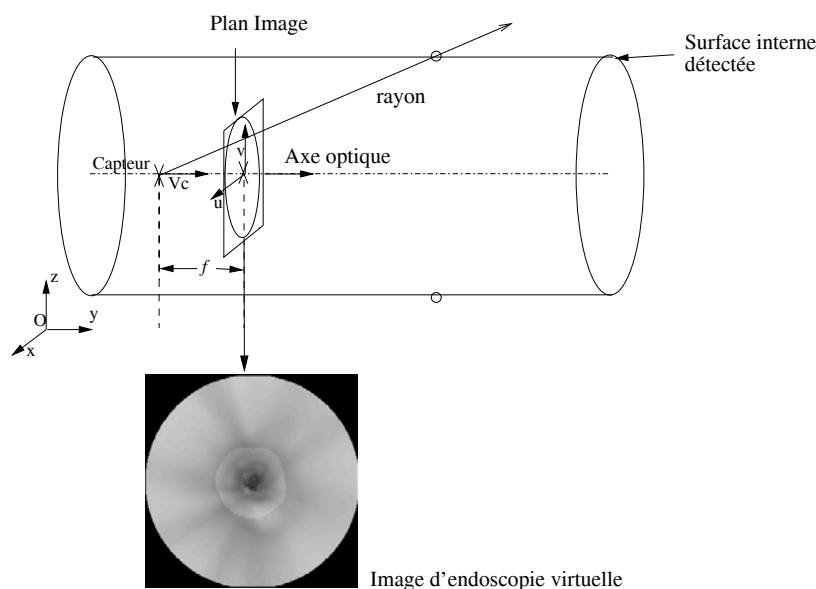 Plan Image
Surface interne
détectée
rayon
v
Capteur
Axe optique
Vc
u
f
z
O
y
x
Image d'endoscopie virtuelle